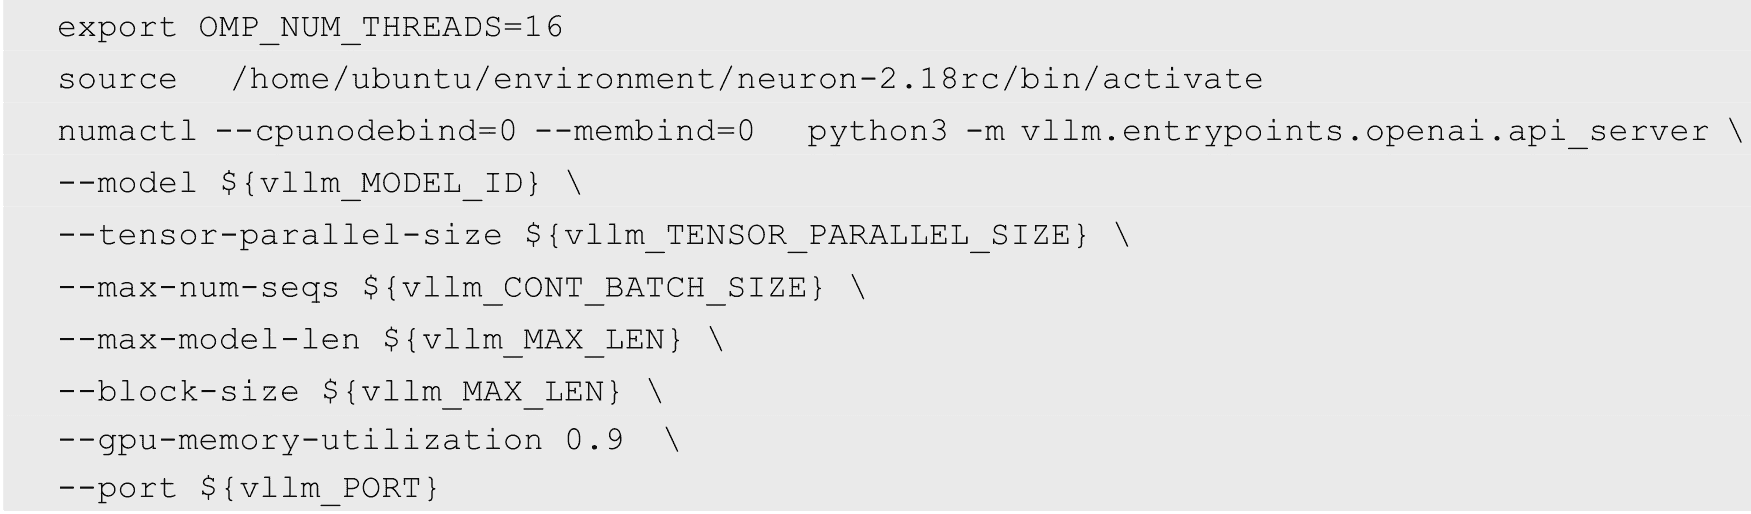 export OMP_NUM_THREADS=16
source /home/ubuntu/environment/neuron-2.18rc/bin/activate
numactl --cpunodebind=0 --membind=0 python3 -m vllm.entrypoints.openai.api_server \
--model ${vllm_MODEL_ID} \
--tensor-parallel-size ${vllm_TENSOR_PARALLEL_SIZE} \
--max-num-seqs ${vllm_CONT_BATCH_SIZE} \
--max-model-len ${vllm_MAX_LEN} \
--block-size ${vllm_MAX_LEN} \
--gpu-memory-utilization 0.9 \
--port ${vllm_PORT}